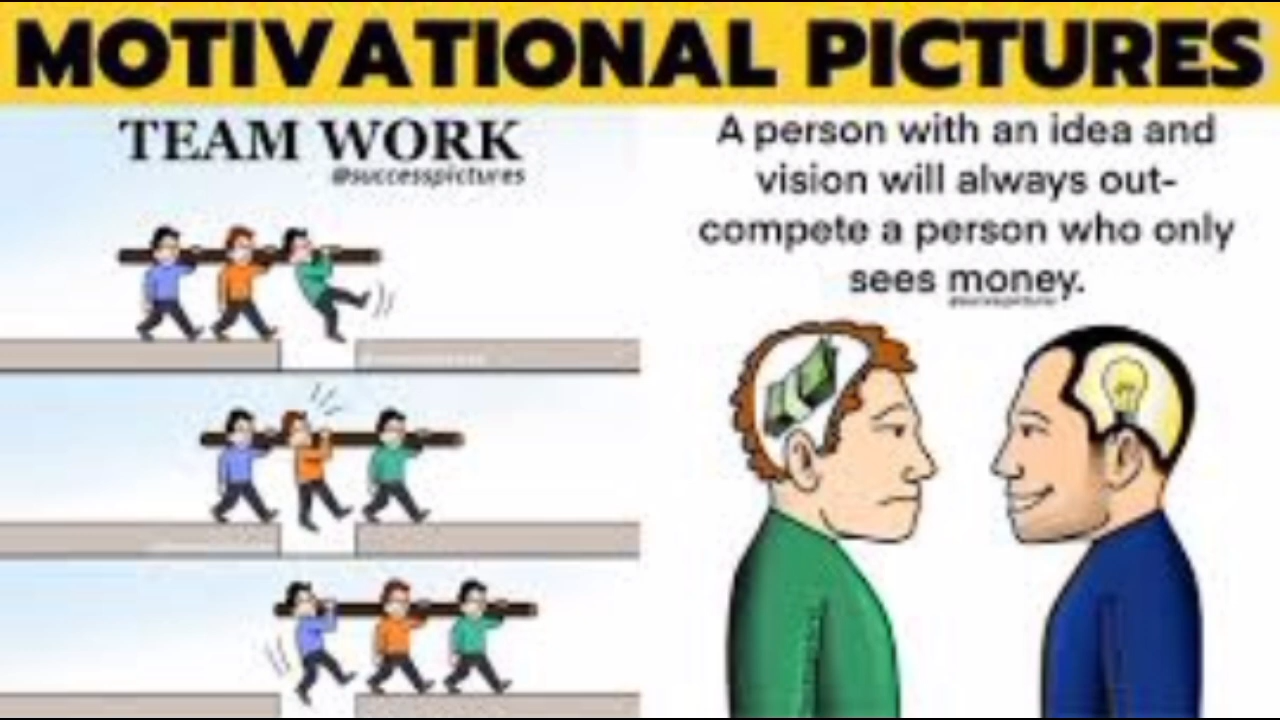 MOTIVATIONAL PICTURES
TEAM WORK
@successpictures
A person with an idea and
vision will always out-
compete a person who only
sees money.